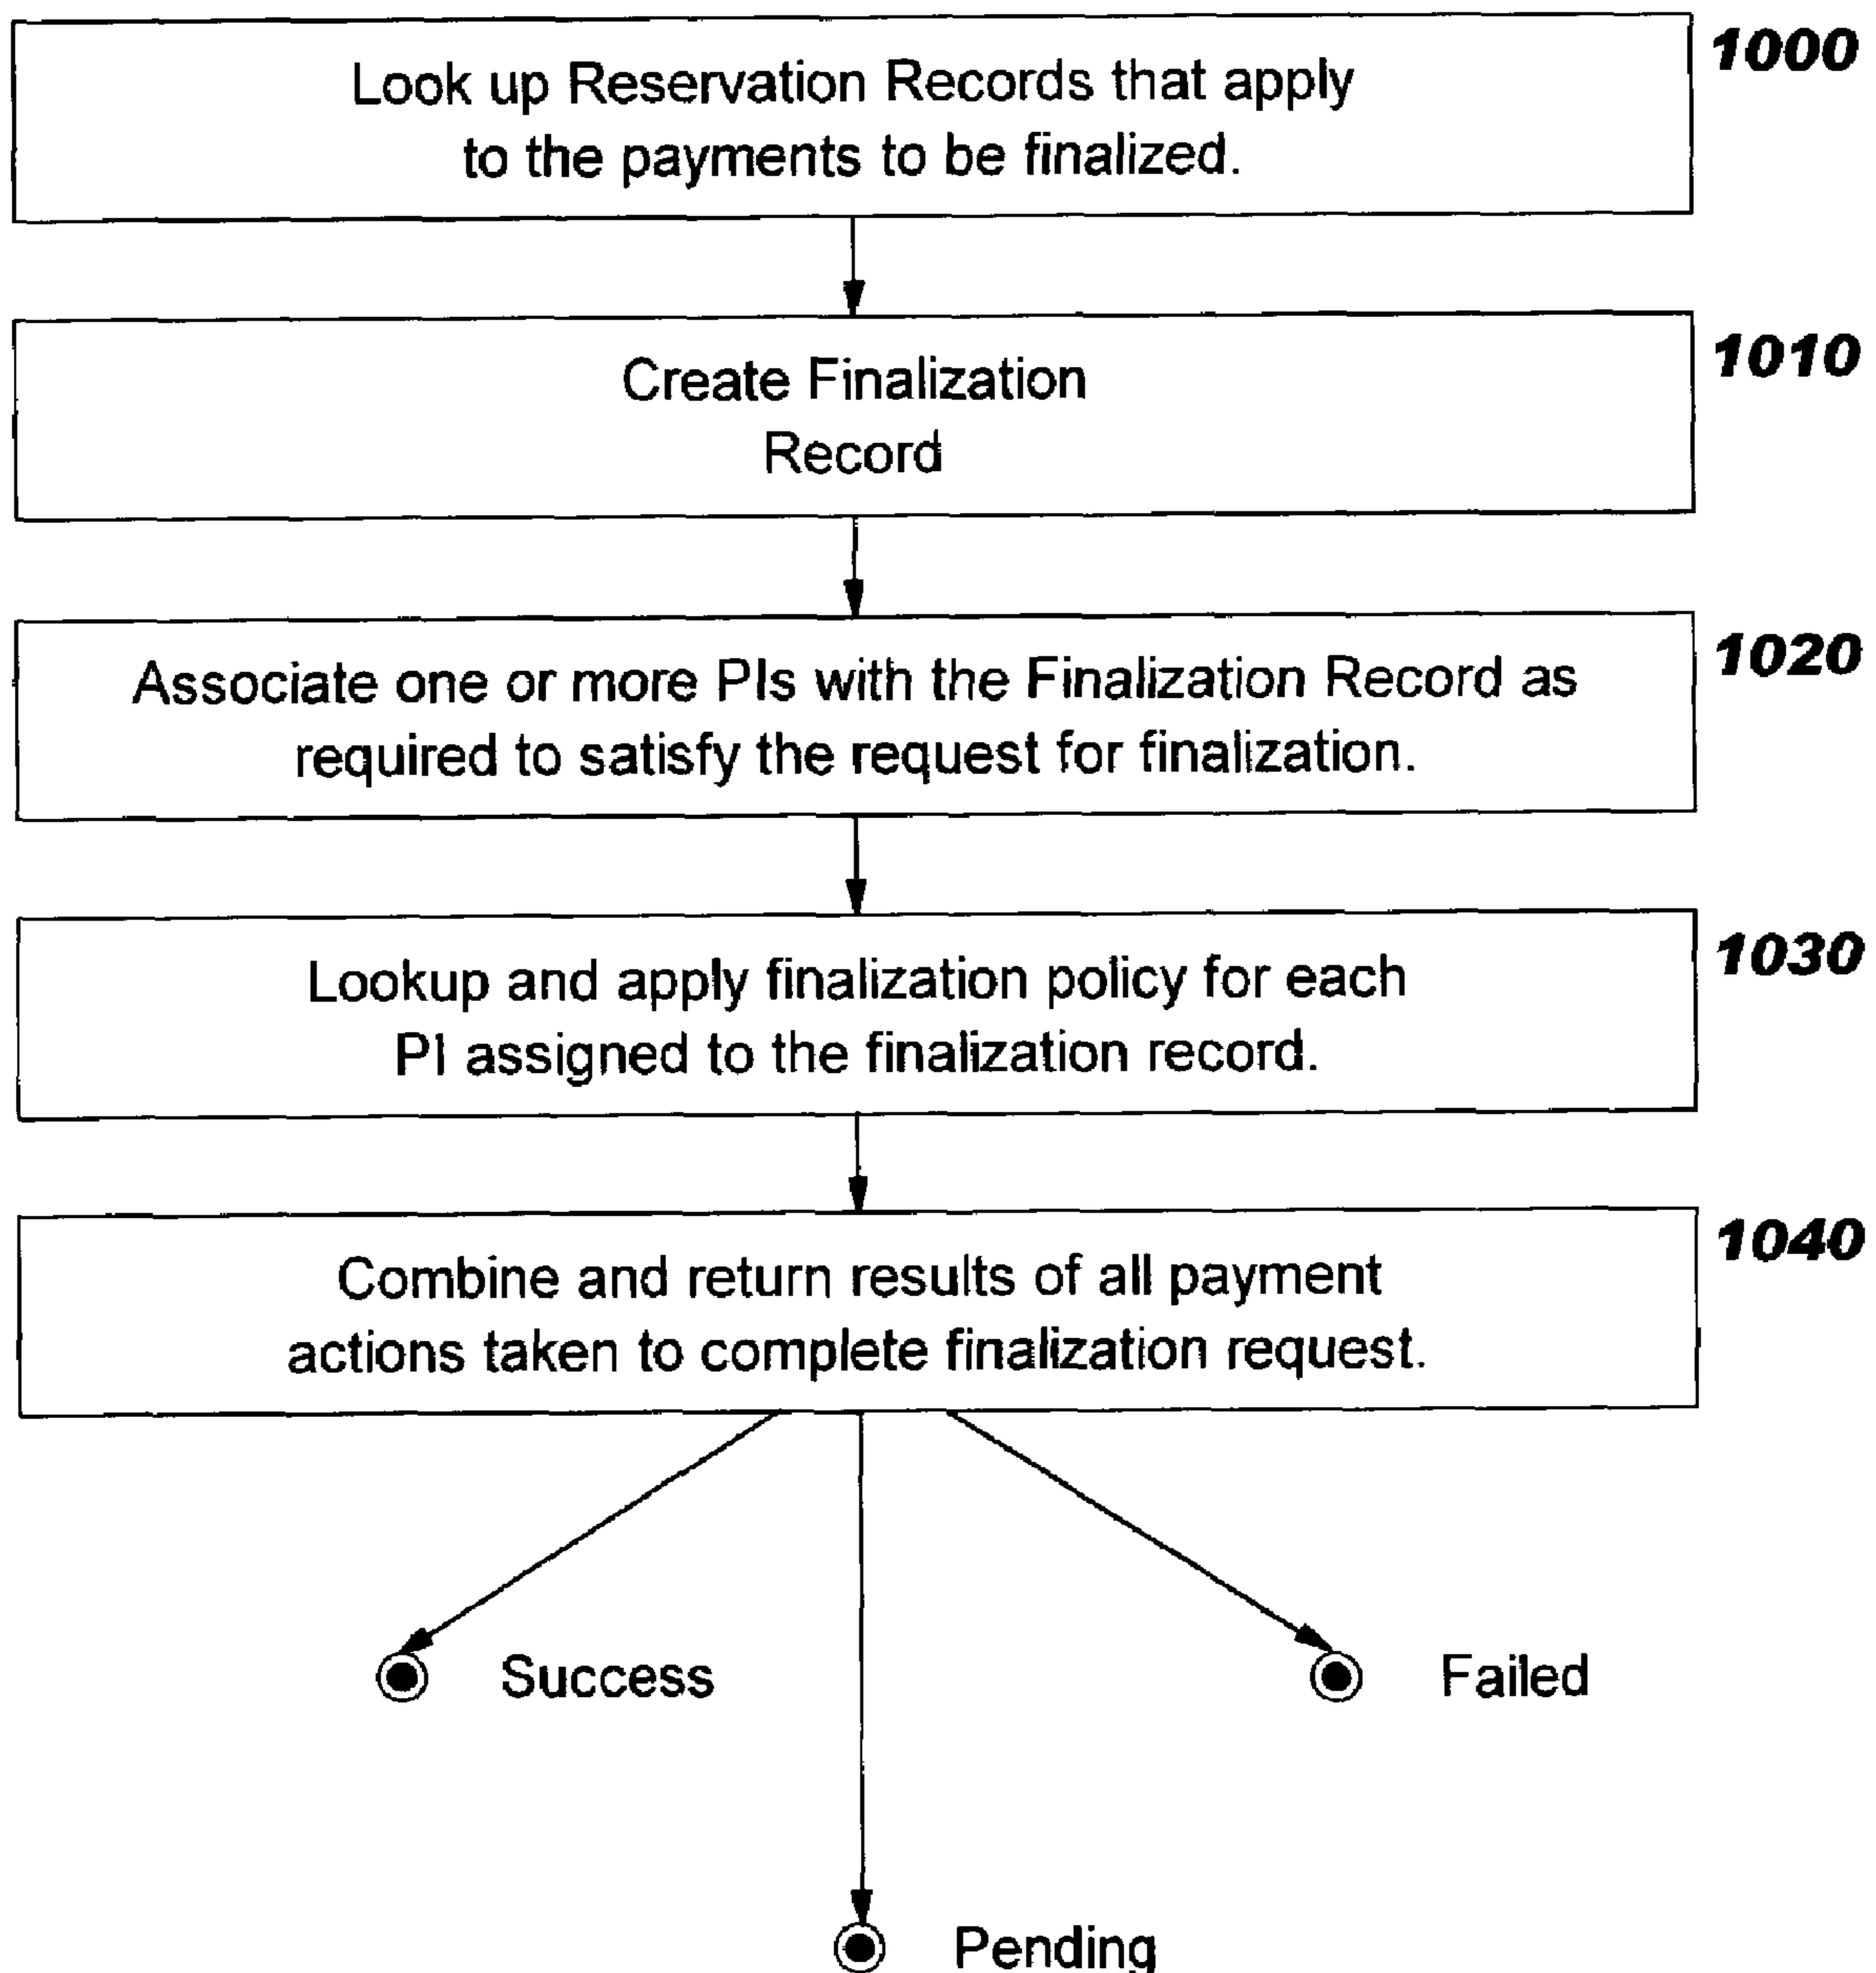 Look up Reservation Records that apply
to the payments to be finalized.
1000
Create Finalization
Record
1010
Associate one or more PIs with the Finalization Record as
required to satisfy the request for finalization.
1020
Lookup and apply finalization policy for each
PI assigned to the finalization record.
1030
Combine and return results of all payment
actions taken to complete finalization request.
1040
Success
Failed
Pending